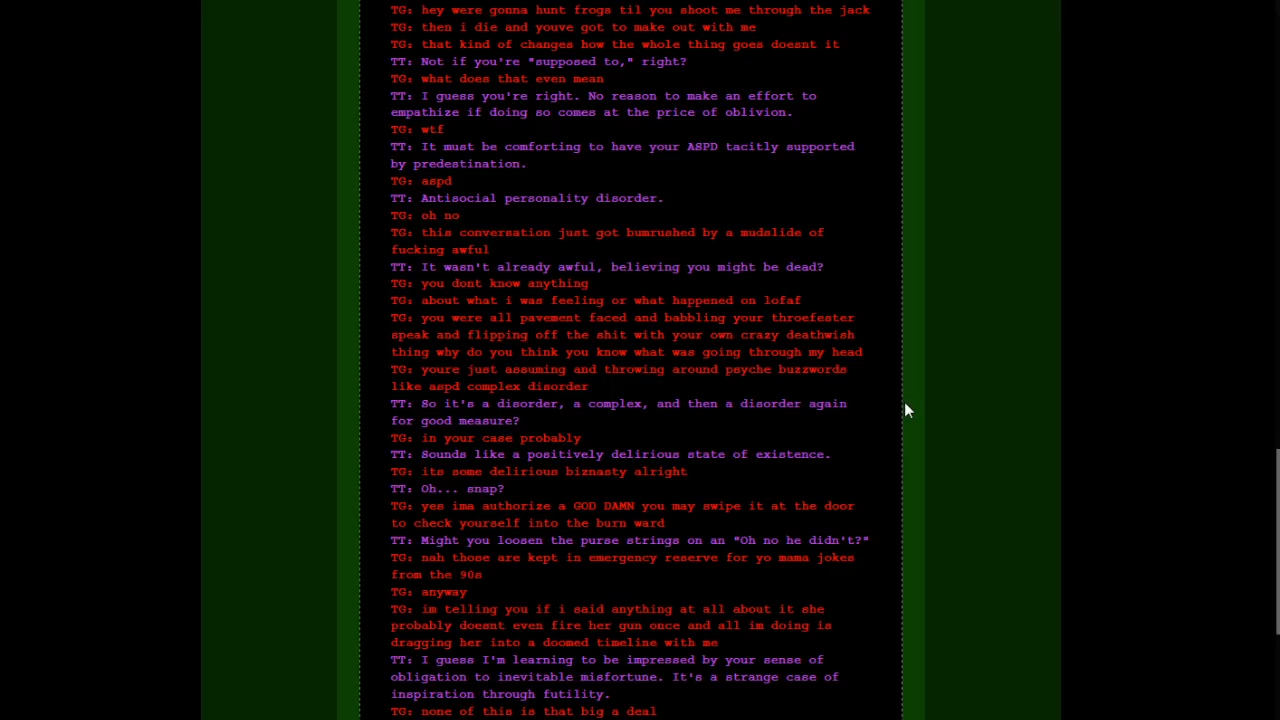 TG: hey were gonna hunt frogs til you shoot me through the jack
TG: then i die and youve got to make out with me
TG: that kind of changes how the whole thing goes doesnt it
TT: Not if you're "supposed to," right?
TG: what does that even mean
TT: I guess you're right. No reason to make an effort to
empathize if doing so comes at the price of oblivion.
TG: wtf
TT: It must be comforting to have your ASPD tacitly supported
by predestination.
TG: aspd
TT: Antisocial personality disorder.
TG: oh no
TG: this conversation just got bumrushed by a mudslide of
fucking awful
TT: It wasn't already awful, believing you might be dead?
TG: you dont know anything
TG: about what i was feeling or what happened on lofaf
TG: you were all pavement faced and babbling your throefester
speak and flipping off the shit with your own crazy deathwish
thing why do you think you know what was going through my head
TG: youre just assuming and throwing around psyche buzzwords
like aspd complex disorder
TT: So it's a disorder, a complex, and then a disorder again
for good measure?
TG: in your case probably
TT: Sounds like a positively delirious state of existence.
TG: its some delirious biznasty alright
TT: Oh... snap?
TG: yes ima authorize a GOD DAMN you may swipe it at the door
to check yourself into the burn ward
TT: Might you loosen the purse strings on an "Oh no he didn't?"
TG: nah those are kept in emergency reserve for yo mama jokes
from the 90s
TG: anyway
TG: im telling you if i said anything at all about it she
probably doesnt even fire her gun once and all im doing is
dragging her into a doomed timeline with me
TT: I guess I'm learning to be impressed by your sense of
obligation to inevitable misfortune. It's a strange case of
inspiration through futility.
TG: none of this is that big a deal